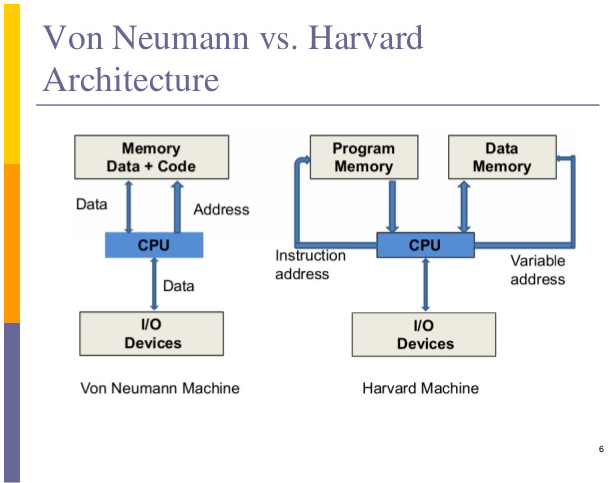 Von Neumann vs. Harvard
Architecture
Memory
Data + Code
Data
Address
CPU
Data
I/O
Devices
Von Neumann Machine
Program
Memory
Data
Memory
CPU
Instruction
address
Variable
address
I/O
Devices
Harvard Machine
6